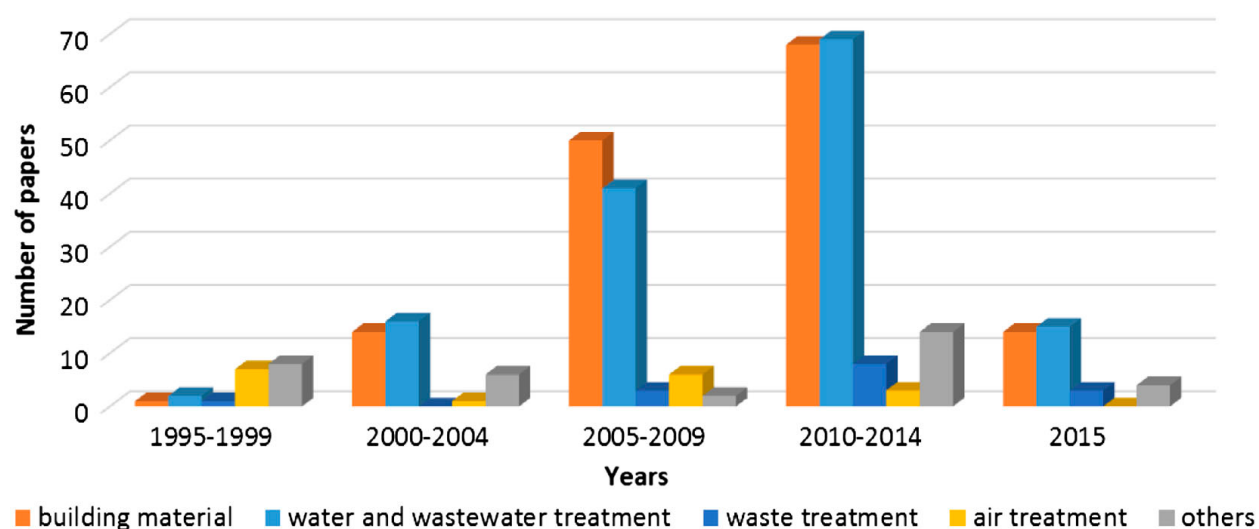 Number of papers
70
60
50
40
30
20
10
0
1995-1999 2000-2004 2005-2009 2010-2014 2015
Years
building material water and wastewater treatment waste treatment air treatment others